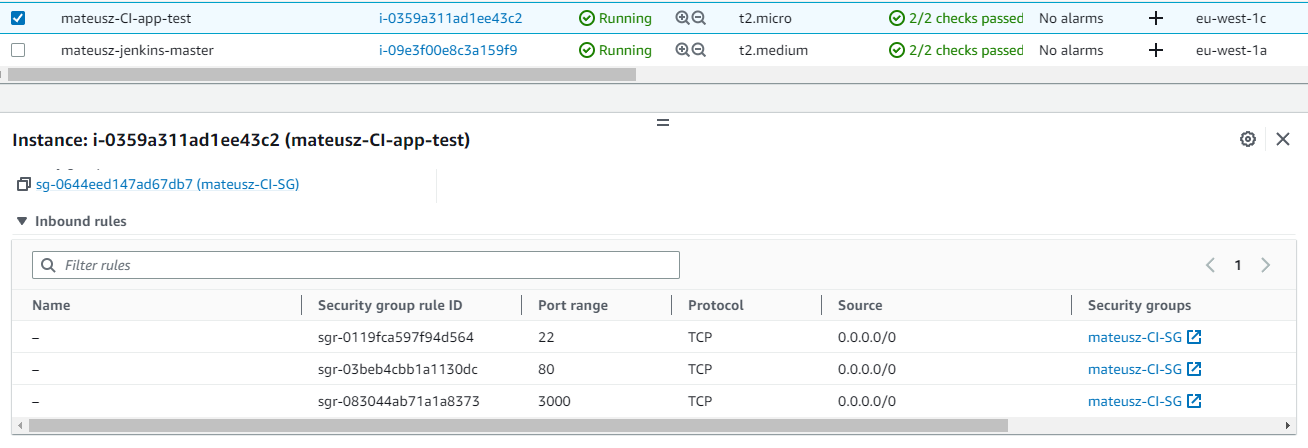 mateusz-CI-app-test i-0359a311ad1ee43c2 Running t2.micro 2/2 checks passed No alarms + eu-west-1c
mateusz-jenkins-master i-09e3f00e8c3a159f9 Running t2.medium 2/2 checks passed No alarms + eu-west-1a
Instance: i-0359a311ad1ee43c2 (mateusz-CI-app-test)
sg-0644eed147ad67db7 (mateusz-CI-SG)
Inbound rules
Filter rules
1
Name Security group rule ID Port range Protocol Source Security groups
– sgr-0119fca597f94d564 22 TCP 0.0.0.0/0 mateusz-CI-SG
– sgr-03beb4cbb1a1130dc 80 TCP 0.0.0.0/0 mateusz-CI-SG
– sgr-083044ab71a1a8373 3000 TCP 0.0.0.0/0 mateusz-CI-SG